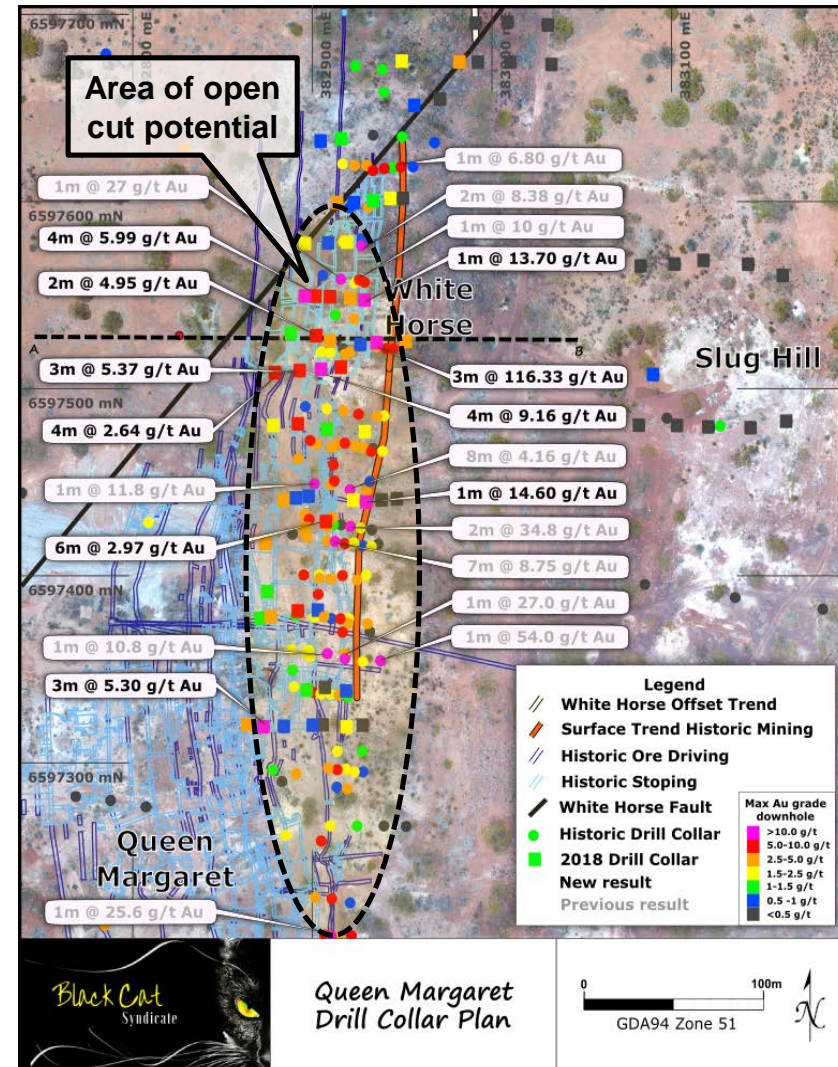 6597700 mN
382800 mE
382900 mE
383000 mE
383100 mE
Area of open
cut potential
1m @ 6.80 g/t Au
1m @ 27 g/t Au
2m @ 8.38 g/t Au
6597600 mN
1m @ 10 g/t Au
4m @ 5.99 g/t Au
1m @ 13.70 g/t Au
2m @ 4.95 g/t Au
White
Horse
A
B
Slug Hill
3m @ 5.37 g/t Au
3m @ 116.33 g/t Au
6597500 mN
4m @ 9.16 g/t Au
4m @ 2.64 g/t Au
8m @ 4.16 g/t Au
1m @ 11.8 g/t Au
1m @ 14.60 g/t Au
2m @ 34.8 g/t Au
6m @ 2.97 g/t Au
7m @ 8.75 g/t Au
6597400 mN
1m @ 27.0 g/t Au
1m @ 54.0 g/t Au
1m @ 10.8 g/t Au
3m @ 5.30 g/t Au
6597300 mN
Queen
Margaret
1m @ 25.6 g/t Au
Legend
White Horse Offset Trend
Surface Trend Historic Mining
Historic Ore Driving
Historic Stoping
White Horse Fault
Historic Drill Collar
2018 Drill Collar
New result
Previous result
Max Au grade
downhole
>10.0 g/t
5.0-10.0 g/t
2.5-5.0 g/t
1.5-2.5 g/t
1-1.5 g/t
0.5 -1 g/t
<0.5 g/t
Black Cat
Syndicate
Queen Margaret
Drill Collar Plan
0
100m
GDA94 Zone 51
N